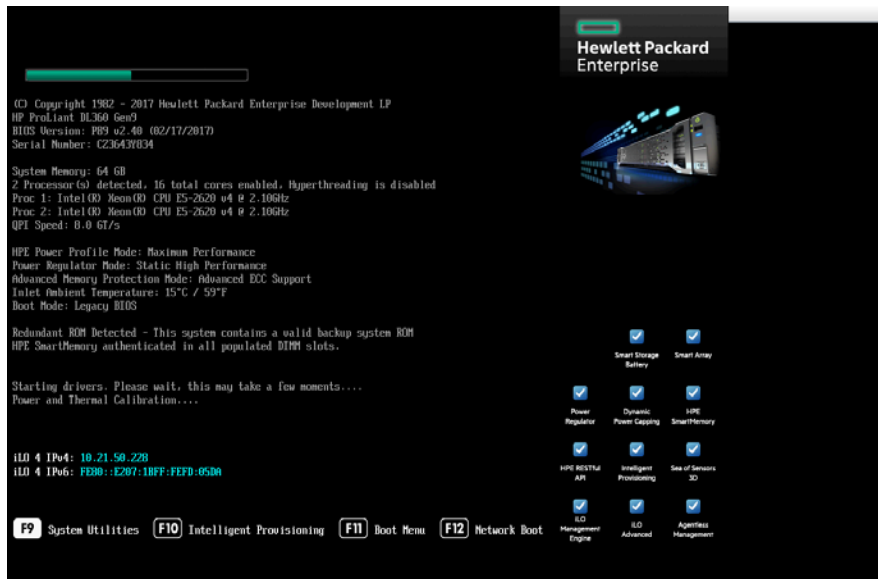 Hewlett Packard
Enterprise
(C) Copyright 1982 - 2017 Hewlett Packard Enterprise Development LP
HP ProLiant DL360 Gen9
BIOS Version: P89 v2.40 (02/17/2017)
Serial Number: CZ3643Y034
System Memory: 64 GB
2 Processor(s) detected, 16 total cores enabled, Hyperthreading is disabled
Proc 1: Intel(R) Xeon(R) CPU E5-2620 v4 @ 2.10GHz
Proc 2: Intel(R) Xeon(R) CPU E5-2620 v4 @ 2.10GHz
QPI Speed: 8.0 GT/s
HPE Power Profile Mode: Maximum Performance
Power Regulator Mode: Static High Performance
Advanced Memory Protection Mode: Advanced ECC Support
Inlet Ambient Temperature: 15°C / 59°F
Boot Mode: Legacy BIOS
Redundant ROM Detected - This system contains a valid backup system ROM
HPE SmartMemory authenticated in all populated DIMM slots.
Starting drivers. Please wait, this may take a few moments....
Power and Thermal Calibration....
iLO 4 IPv4: 10.21.50.228
iLO 4 IPv6: FE80::E207:1BFF:FEFD:05DA
Smart Storage
Battery
Smart Array
Power
Regulator
Dynamic
Power Capping
HPE
SmartMemory
HPE RESTful
API
Intelligent
Provisioning
Sea of Sensors
3D
iLO
Management
Engine
iLO
Advanced
Agentless
Management
F9 System Utilities F10 Intelligent Provisioning F11 Boot Menu F12 Network Boot